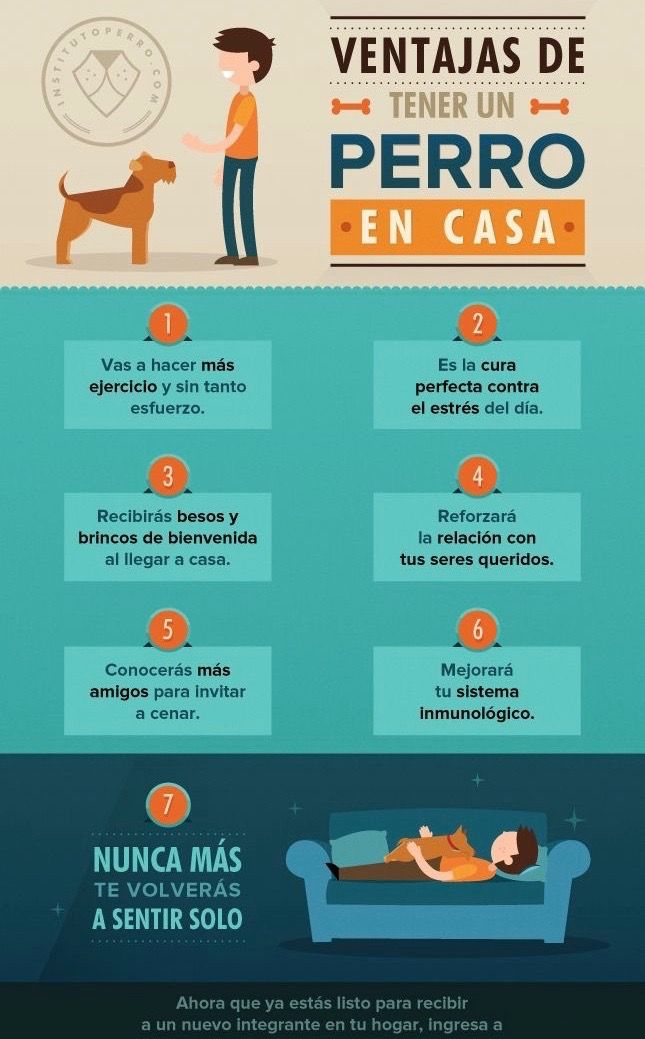 INSTITUTOPERRO.COM
VENTAJAS DE
TENER UN
PERRO
EN CASA
1
Vas a hacer más
ejercicio y sin tanto
esfuerzo.
2
Es la cura
perfecta contra
el estrés del día.
3
Recibirás besos y
brincos de bienvenida
al llegar a casa.
4
Reforzará
la relación con
tus seres queridos.
5
Conocerás más
amigos para invitar
a cenar.
6
Mejorará
tu sistema
inmunológico.
7
NUNCA MÁS
TE VOLVERÁS
A SENTIR SOLO
Ahora que ya estás listo para recibir
a un nuevo integrante en tu hogar, ingresa a